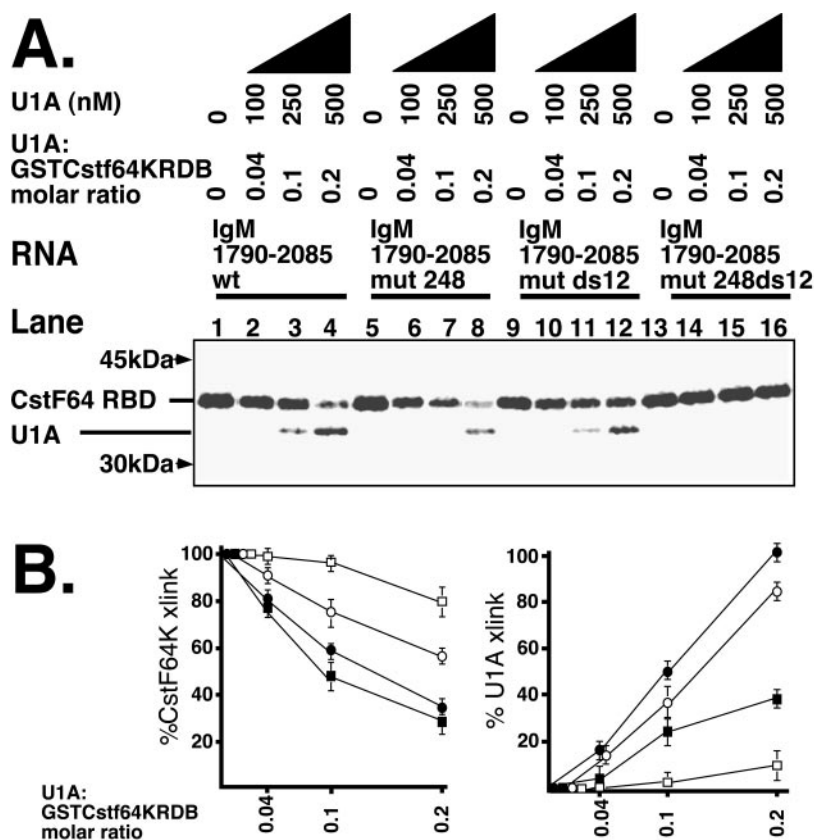 A.
U1A (nM) 0 100 250 500 0 100 250 500 0 100 250 500 0 100 250 500
U1A:
GSTCstf64KRDB
molar ratio 0 0.04 0.1 0.2 0 0.04 0.1 0.2 0 0.04 0.1 0.2 0 0.04 0.1 0.2
RNA
IgM IgM IgM IgM
1790-2085 1790-2085 1790-2085 1790-2085
wt mut 248 mut ds12 mut 248ds12
Lane 1 2 3 4 5 6 7 8 9 10 11 12 13 14 15 16
45kDa
CstF64 RBD
U1A
30kDa
B.
%CstF64K xlink
100
80
60
40
20
% U1A xlink
100
80
60
40
20
U1A:
GSTCstf64KRDB
molar ratio
0.04 0.1 0.2
0.04 0.1 0.2